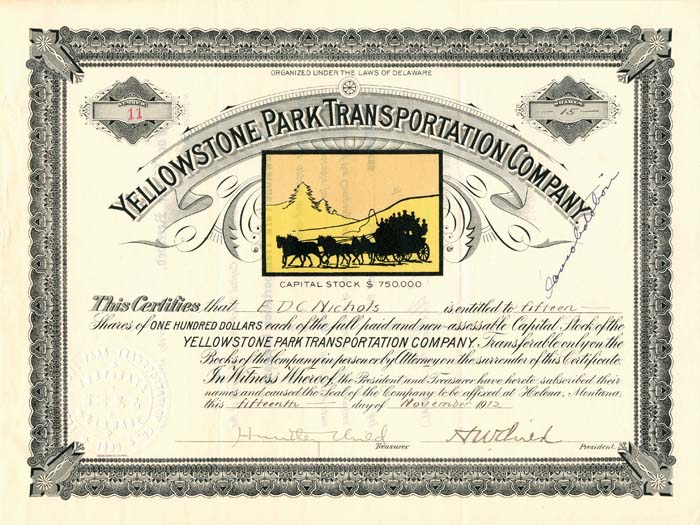 ORGANIZED UNDER THE LAWS OF DELAWARE
NUMBER
11
SHARES
15
YELLOWSTONE PARK TRANSPORTATION COMPANY.
Consolidation
CAPITAL STOCK $ 750.000
This Certifies that E D C Nichols is entitled to fifteen
Shares of ONE HUNDRED DOLLARS each of the full paid and non-assessable Capital Stock of the
YELLOWSTONE PARK TRANSPORTATION COMPANY. Transferable only on the
Books of the Company in person or by Attorney on the surrender of this Certificate.
In Witness Whereof, the President and Treasurer have hereto subscribed their
names and caused the Seal of the Company to be affixed at Helena, Montana,
this fifteenth day of November 1912
Huntley Child
HW Child
Treasurer
President.